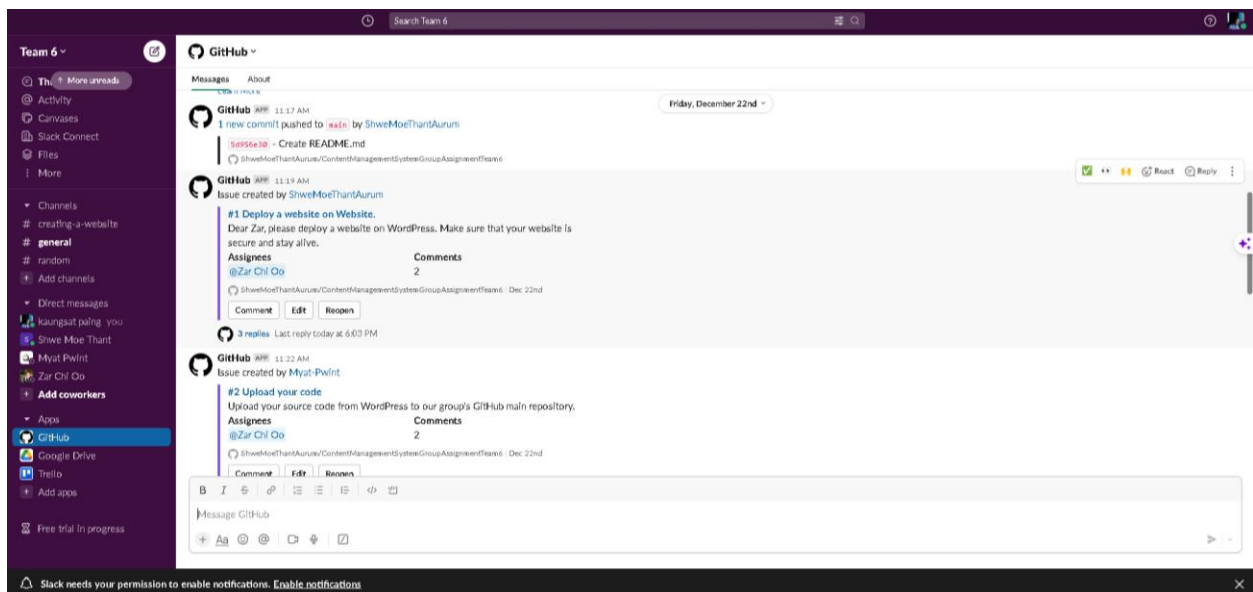 Search Team 6
Team 6
GitHub
Th
More unreads
Activity
Canvases
Slack Connect
Files
More
Channels
# creating-a-website
# general
# random
+ Add channels
Direct messages
kaungsat paing you
Shwe Moe Thant
Myat Pwint
Zar Chi Oo
+ Add coworkers
Apps
GitHub
Google Drive
Trello
+ Add apps
Free trial in progress
Messages About
Friday, December 22nd
GitHub APP 11:17 AM
1 new commit pushed to main by ShweMoeThantAurum
5d956e30 - Create README.md
ShweMoeThantAurum/ContentManagementSystemGroupAssignmentTeam6
React Reply
GitHub APP 11:19 AM
Issue created by ShweMoeThantAurum
#1 Deploy a website on Website.
Dear Zar, please deploy a website on WordPress. Make sure that your website is
secure and stay alive.
Assignees Comments
@Zar Chi Oo 2
ShweMoeThantAurum/ContentManagementSystemGroupAssignmentTeam6 | Dec 22nd
Comment Edit Reopen
3 replies Last reply today at 6:03 PM
GitHub APP 11:22 AM
Issue created by Myat-Pwint
#2 Upload your code
Upload your source code from WordPress to our group's GitHub main repository.
Assignees Comments
@Zar Chi Oo 2
ShweMoeThantAurum/ContentManagementSystemGroupAssignmentTeam6 | Dec 22nd
Comment Edit Reopen
B I S
Message GitHub
+ Aa @
Slack needs your permission to enable notifications. Enable notifications